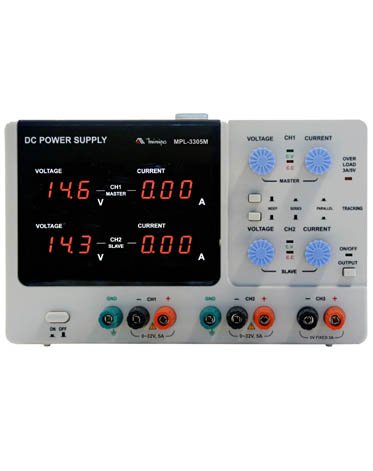 DC POWER SUPPLY Minipa MPL-3305M
VOLTAGE CURRENT
14.6 V CH1 MASTER 0.00 A
VOLTAGE CURRENT
14.3 V CH2 SLAVE 0.00 A
VOLTAGE CH1 CURRENT
C.V
C.C
OVER LOAD 3A/5V
MASTER
INDEP SERIES PARALLEL TRACKING
VOLTAGE CH2 CURRENT
C.V
C.C
ON/OFF
OUTPUT
SLAVE
ON OFF
GND − CH1 + GND − CH2 + − CH3 +
0~32V, 5A 0~32V, 5A 5V FIXED 3A